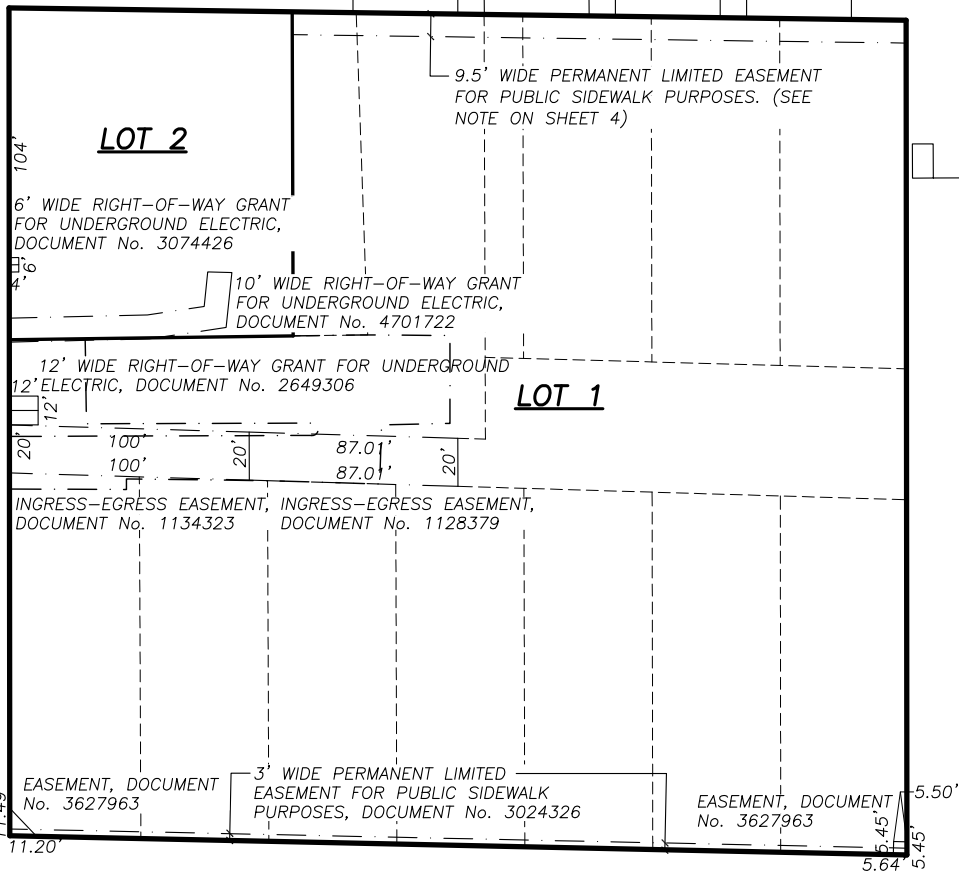 9.5' WIDE PERMANENT LIMITED EASEMENT
FOR PUBLIC SIDEWALK PURPOSES. (SEE
NOTE ON SHEET 4)
LOT 2
104'
6' WIDE RIGHT-OF-WAY GRANT
FOR UNDERGROUND ELECTRIC,
DOCUMENT No. 3074426
6'
4'
10' WIDE RIGHT-OF-WAY GRANT
FOR UNDERGROUND ELECTRIC,
DOCUMENT No. 4701722
12' WIDE RIGHT-OF-WAY GRANT FOR UNDERGROUND
ELECTRIC, DOCUMENT No. 2649306
12'
12'
LOT 1
20'
100'
100'
20'
87.01'
87.01'
20'
INGRESS-EGRESS EASEMENT,
DOCUMENT No. 1134323
INGRESS-EGRESS EASEMENT,
DOCUMENT No. 1128379
EASEMENT, DOCUMENT
No. 3627963
3' WIDE PERMANENT LIMITED
EASEMENT FOR PUBLIC SIDEWALK
PURPOSES, DOCUMENT No. 3024326
EASEMENT, DOCUMENT
No. 3627963
11.20'
5.50'
5.45'
5.45'
5.64'